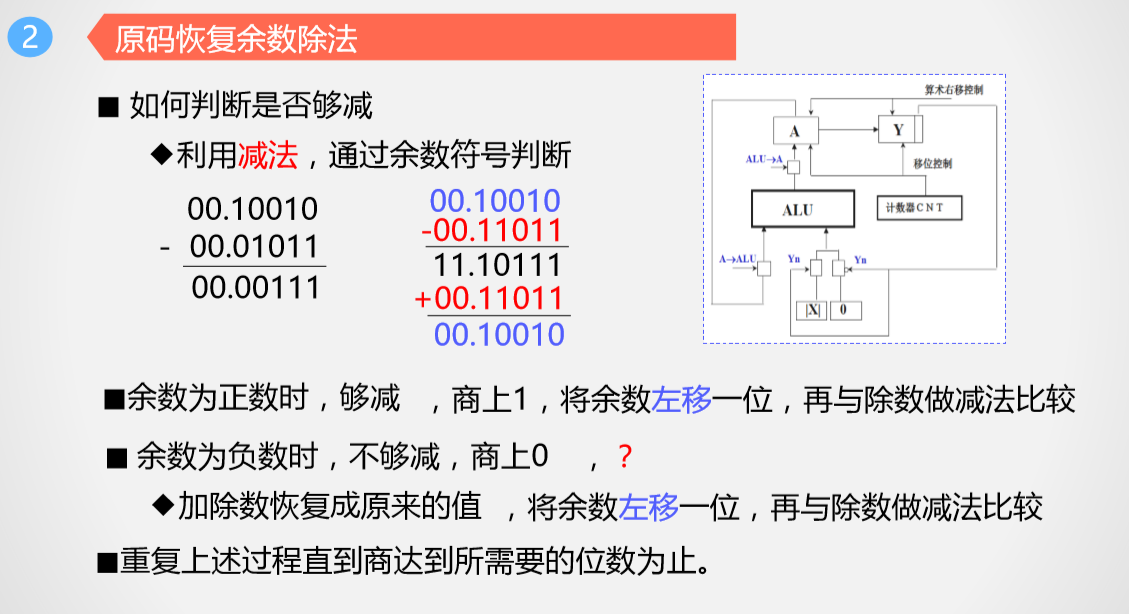 2
原码恢复余数除法
■ 如何判断是否够减
◆利用减法，通过余数符号判断
00.10010
- 00.01011
00.00111
00.10010
-00.11011
11.10111
+00.11011
00.10010
算术右移控制
A
Y
ALU→A
移位控制
ALU
计数器CNT
A→ALU
Yn
Yn
|X|
0
■余数为正数时，够减 ，商上1，将余数左移一位，再与除数做减法比较
■ 余数为负数时，不够减，商上0 ，？
◆加除数恢复成原来的值 ，将余数左移一位，再与除数做减法比较
■重复上述过程直到商达到所需要的位数为止。